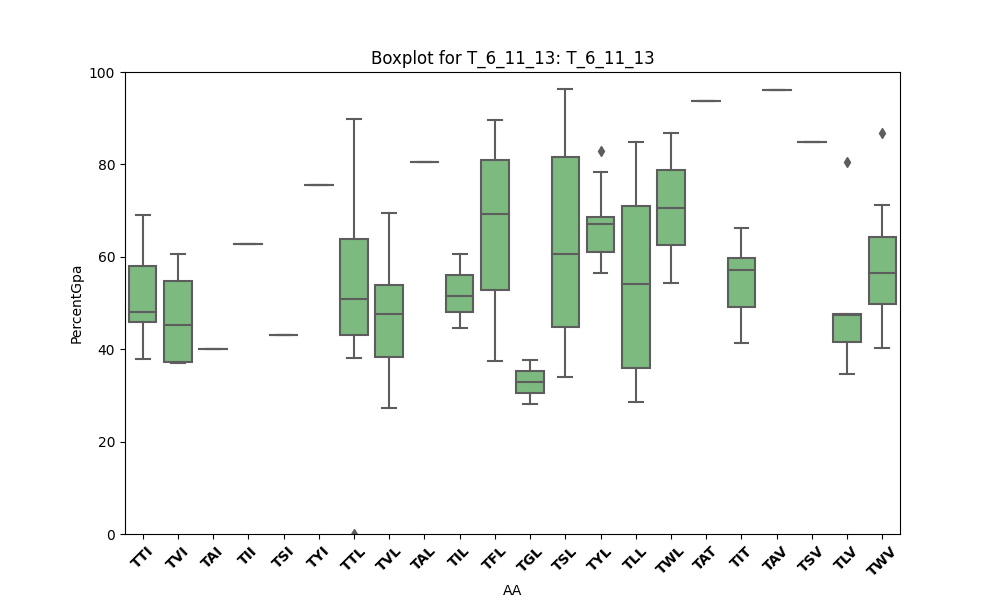 Boxplot for T_6_11_13: T_6_11_13
PercentGpa
100
80
60
40
20
0
TTI TVI TAI TII TSI TYI TTL TVL TAL TIL TFL TGL TSL TYL TLL TWL TAT TIT TAV TSV TLV TWV
AA